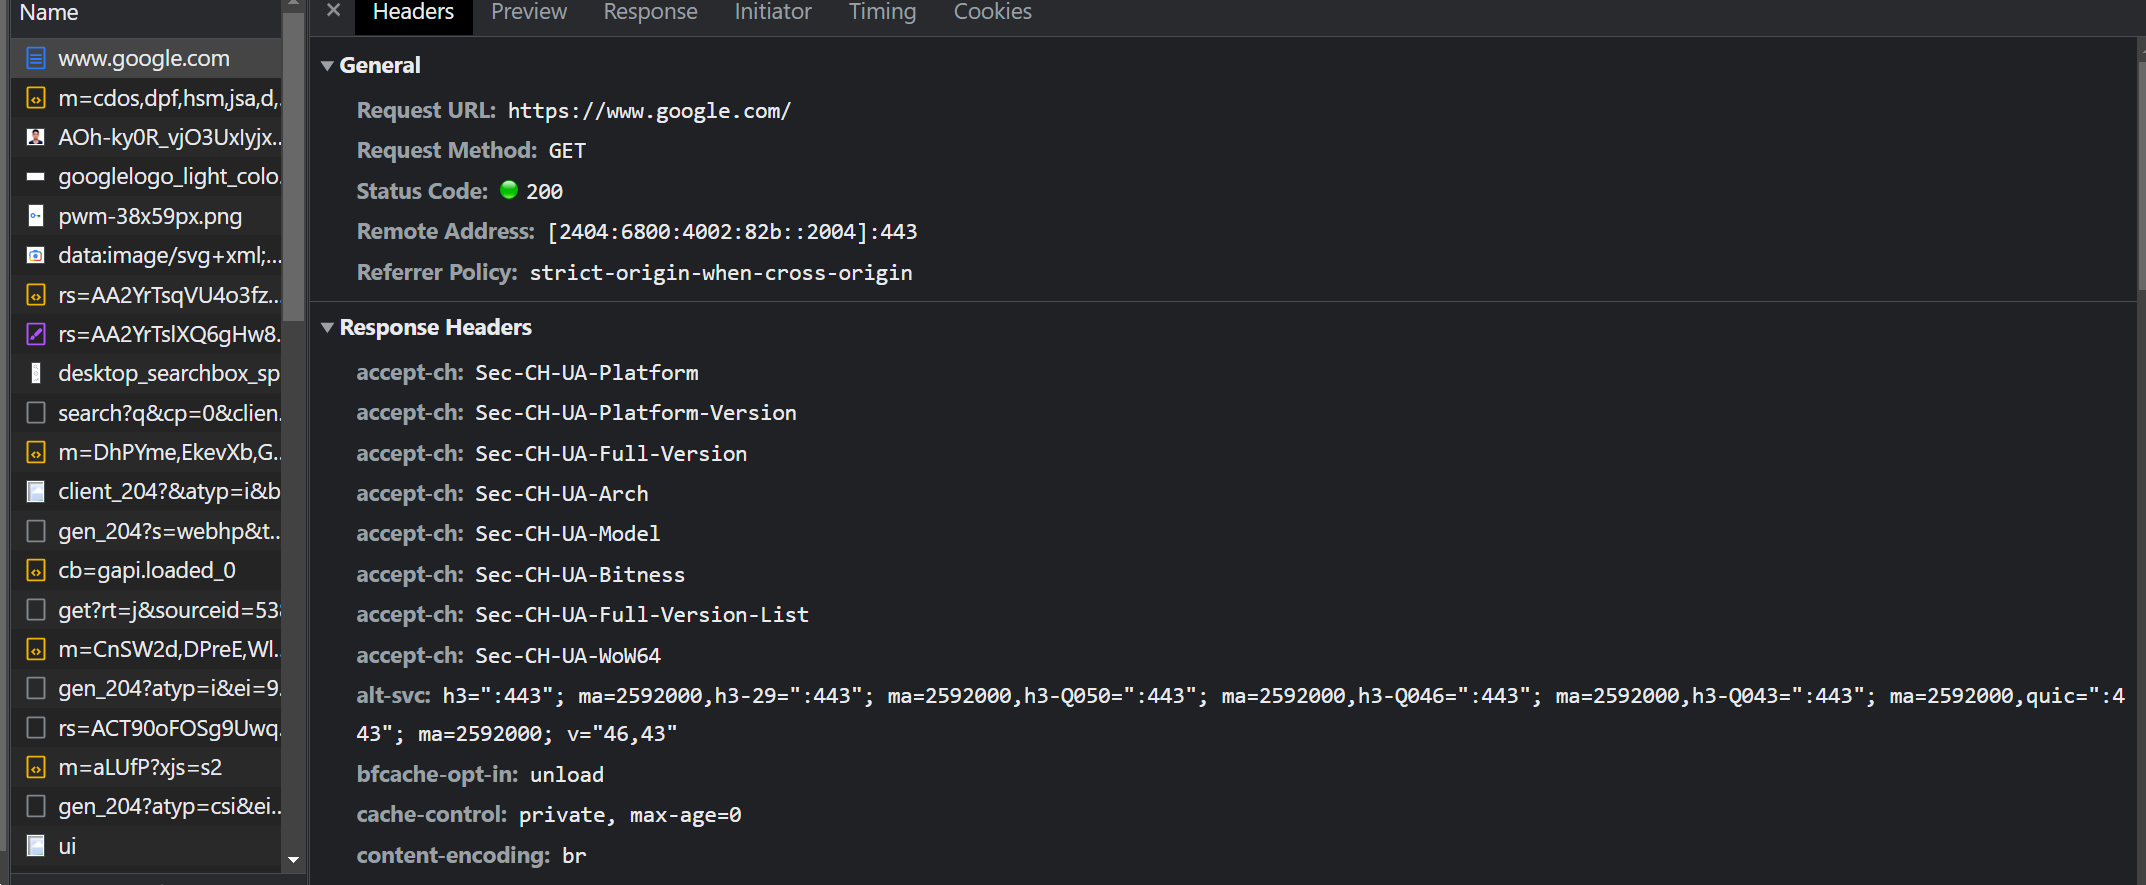 Name
www.google.com
m=cdos,dpf,hsm,jsa,d,.
AOh-ky0R_vjO3UxIyjx..
googlelogo_light_colo.
pwm-38x59px.png
data:image/svg+xml;...
rs=AA2YrTsqVU4o3fz...
rs=AA2YrTslXQ6gHw8.
desktop_searchbox_sp
search?q&cp=0&clien.
m=DhPYme,EkevXb,G..
client_204?&atyp=i&b
gen_204?s=webhp&t..
cb=gapi.loaded_0
get?rt=j&sourceid=53
m=CnSW2d,DPreE,Wl..
gen_204?atyp=i&ei=9.
rs=ACT90oFOSg9Uwq.
m=aLUfP?xjs=s2
gen_204?atyp=csi&ei..
ui
× Headers Preview Response Initiator Timing Cookies
General
Request URL: https://www.google.com/
Request Method: GET
Status Code: 200
Remote Address: [2404:6800:4002:82b::2004]:443
Referrer Policy: strict-origin-when-cross-origin
Response Headers
accept-ch: Sec-CH-UA-Platform
accept-ch: Sec-CH-UA-Platform-Version
accept-ch: Sec-CH-UA-Full-Version
accept-ch: Sec-CH-UA-Arch
accept-ch: Sec-CH-UA-Model
accept-ch: Sec-CH-UA-Bitness
accept-ch: Sec-CH-UA-Full-Version-List
accept-ch: Sec-CH-UA-WoW64
alt-svc: h3=":443"; ma=2592000,h3-29=":443"; ma=2592000,h3-Q050=":443"; ma=2592000,h3-Q046=":443"; ma=2592000,h3-Q043=":443"; ma=2592000,quic=":4
43"; ma=2592000; v="46,43"
bfcache-opt-in: unload
cache-control: private, max-age=0
content-encoding: br